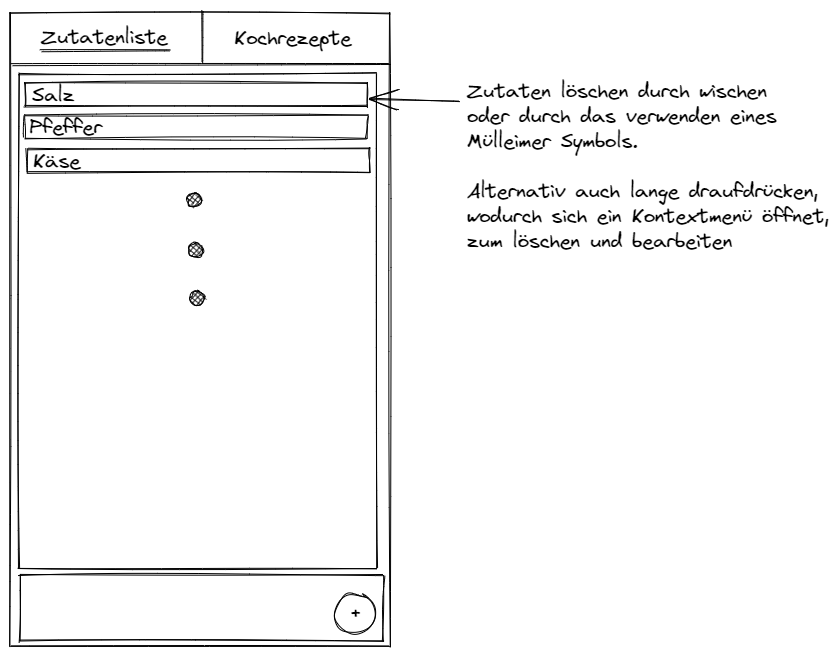 Zutatenliste
Kochrezepte
Salz
Pfeffer
Käse
+
Zutaten löschen durch wischen
oder durch das verwenden eines
Mülleimer Symbols.
Alternativ auch lange draufdrücken,
wodurch sich ein Kontextmenü öffnet,
zum löschen und bearbeiten